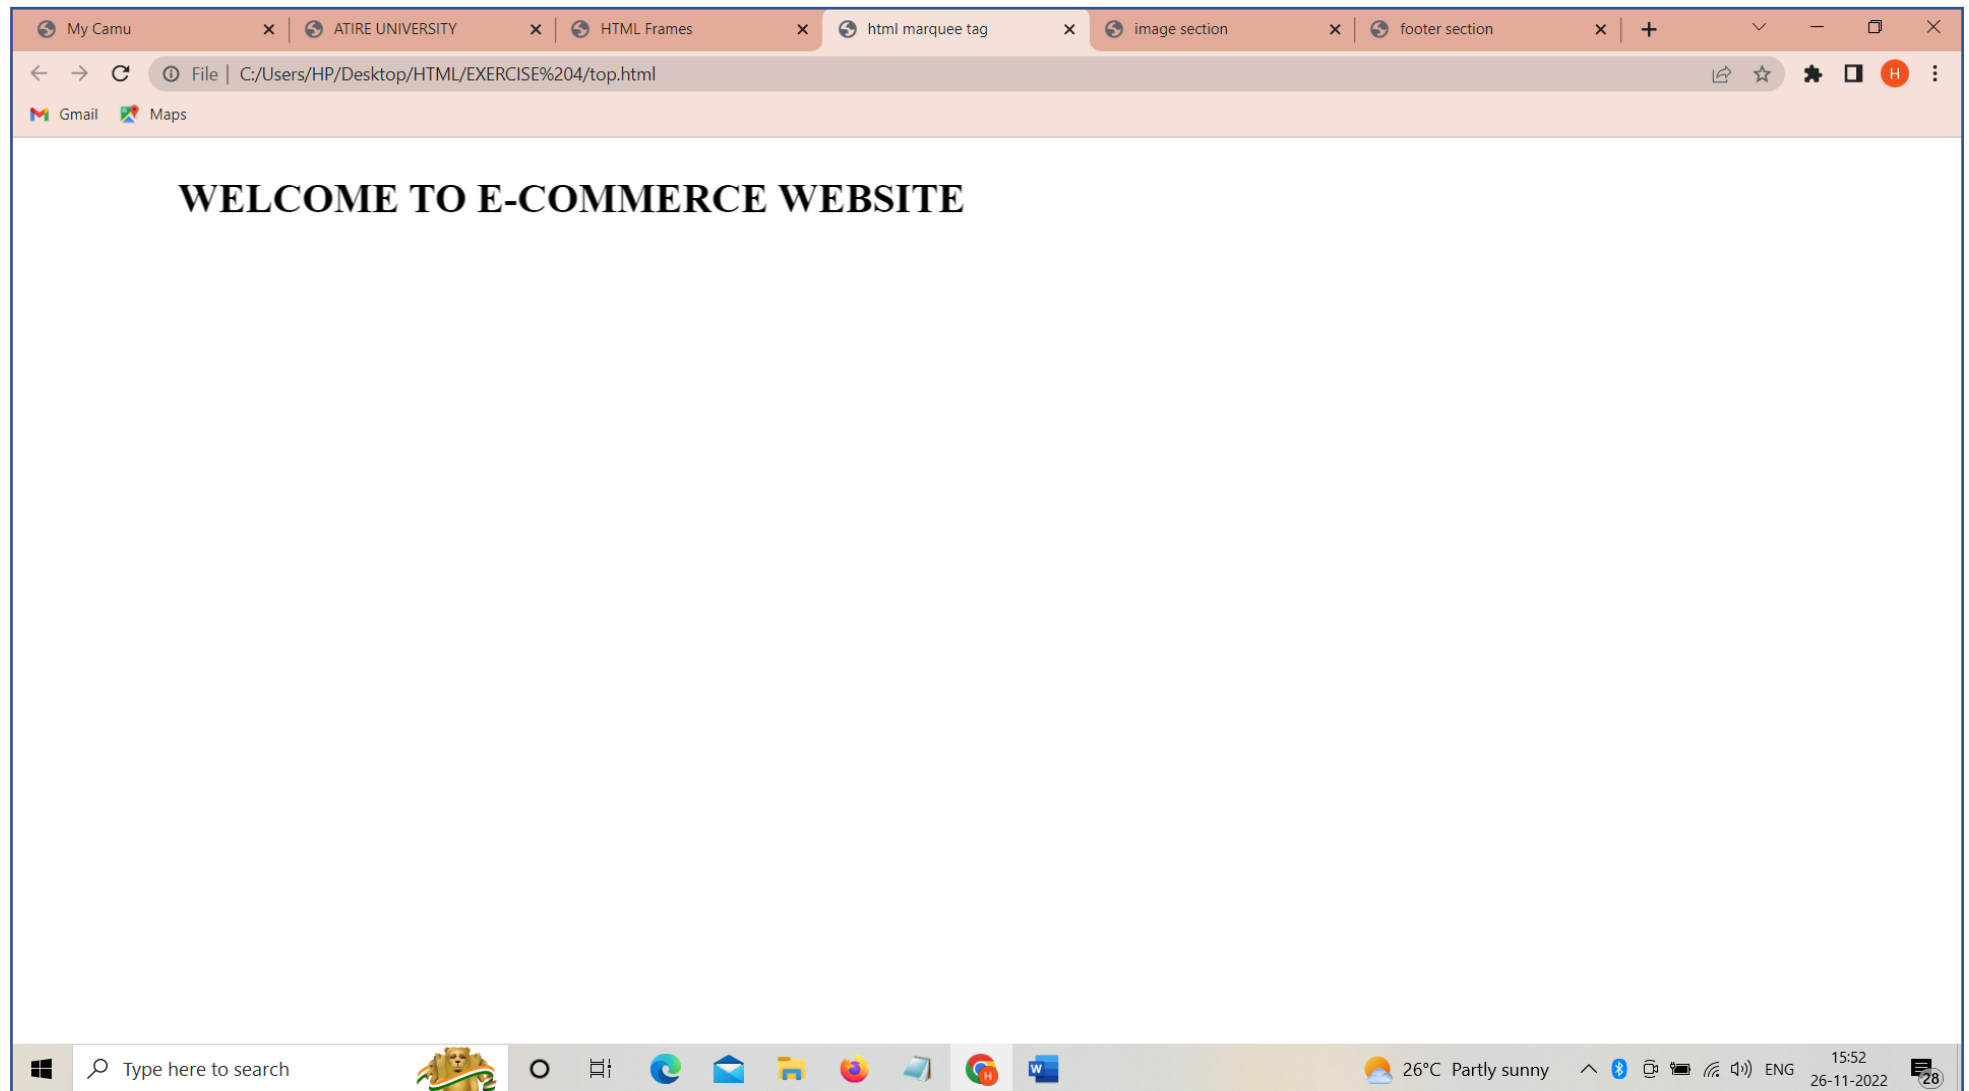 My Camu
ATIRE UNIVERSITY
HTML Frames
html marquee tag
image section
footer section
File | C:/Users/HP/Desktop/HTML/EXERCISE%204/top.html
H
Gmail
Maps
WELCOME TO E-COMMERCE WEBSITE
Type here to search
H
W
26°C Partly sunny
ENG
15:52
26-11-2022
28